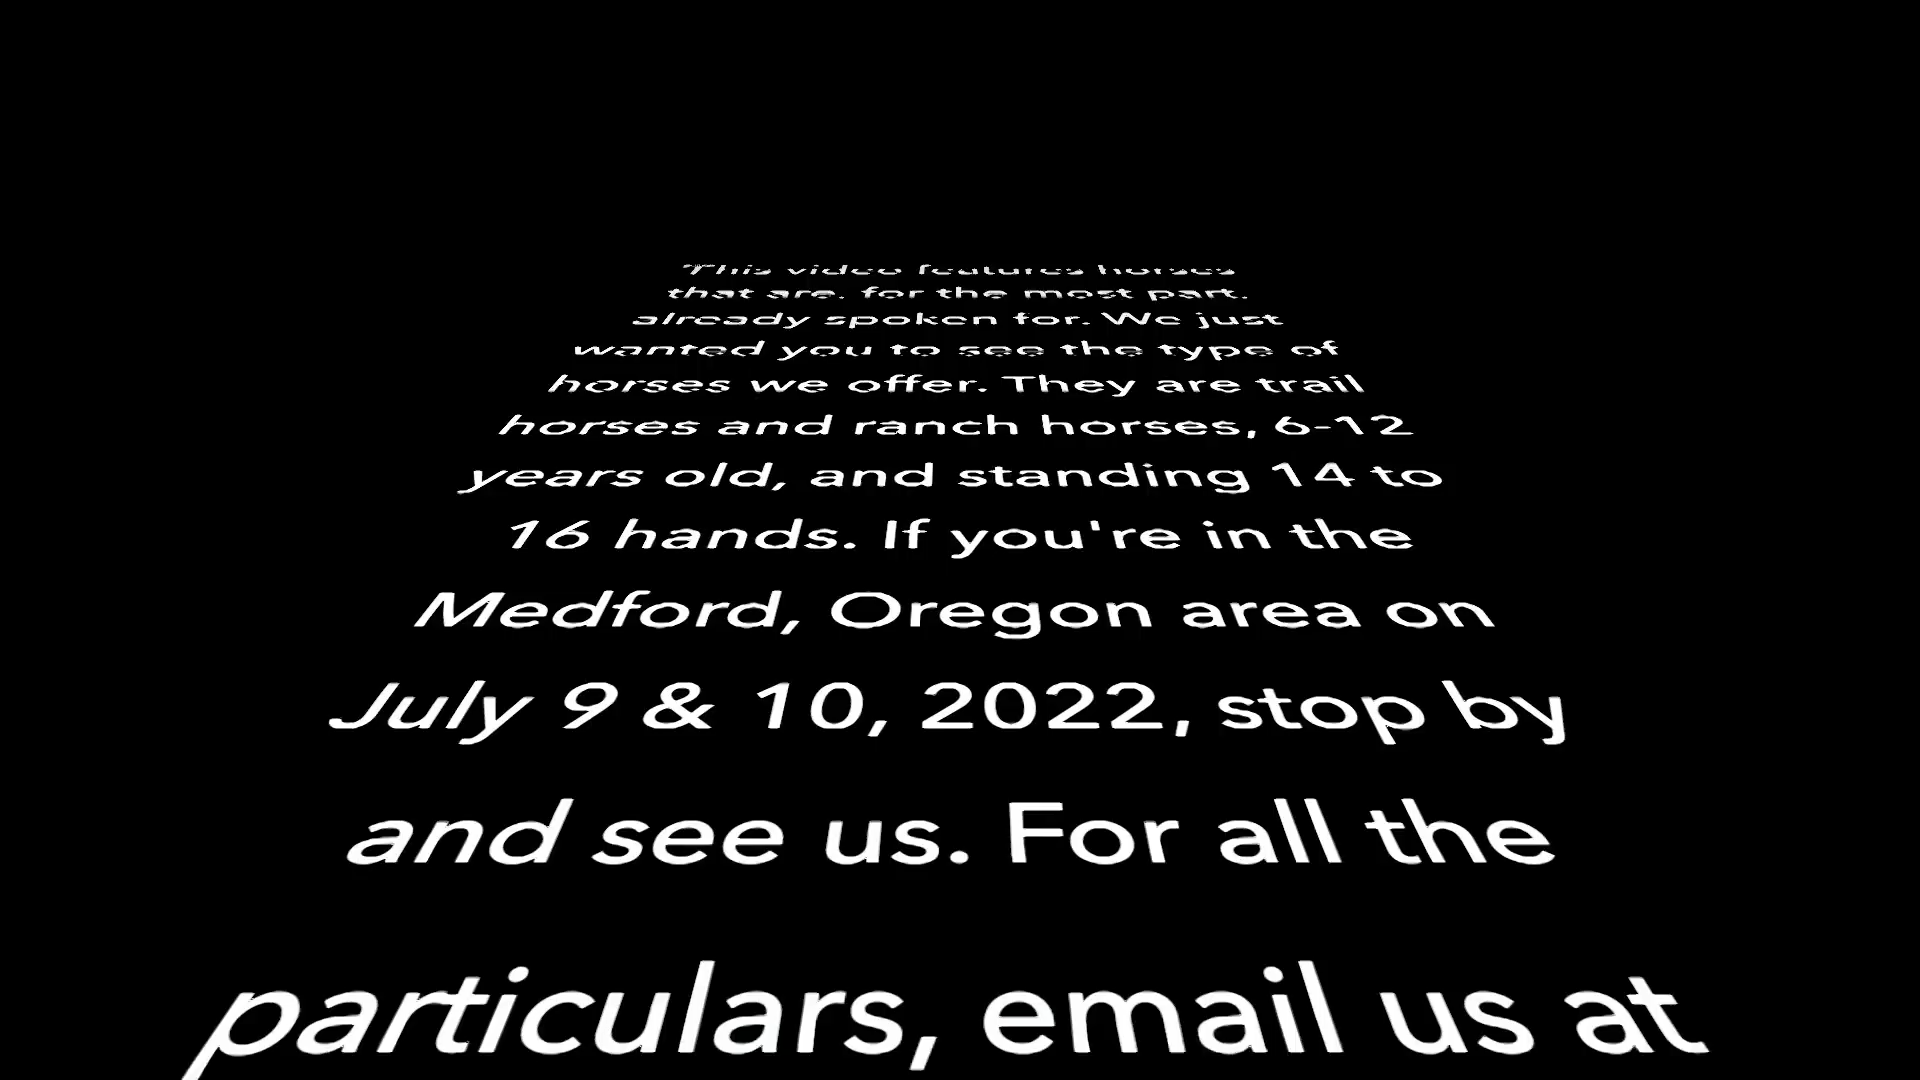 This video features horses
that are, for the most part,
already spoken for. We just
wanted you to see the type of
horses we offer. They are trail
horses and ranch horses, 6-12
years old, and standing 14 to
16 hands. If you're in the
Medford, Oregon area on
July 9 & 10, 2022, stop by
and see us. For all the
particulars, email us at